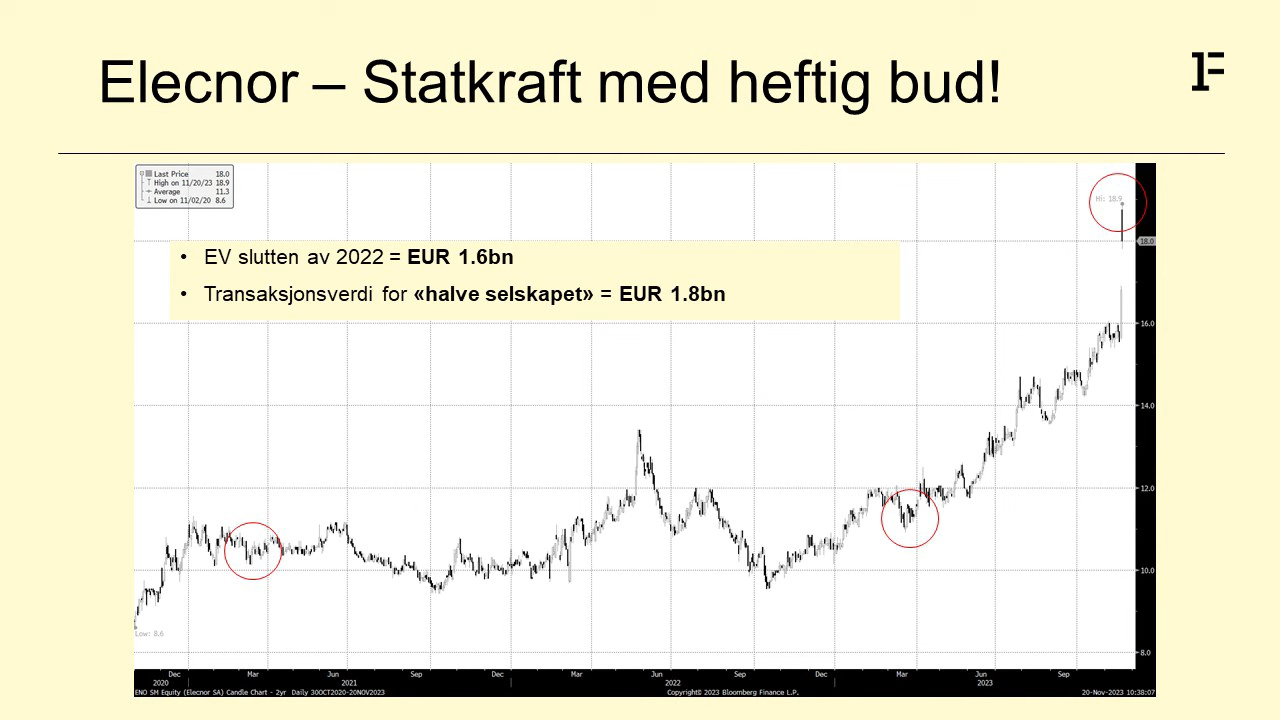 Elecnor – Statkraft med heftig bud!
1F
Last Price 18.0
High on 11/20/23 18.9
Average 11.3
Low on 11/02/20 8.6
Hi: 18.9
• EV slutten av 2022 = EUR 1.6bn
• Transaksjonsverdi for «halve selskapet» = EUR 1.8bn
18.0
16.0
14.0
12.0
10.0
8.0
Low: 8.6
Dec Mar Jun Sep Dec Mar Jun Sep Dec Mar Jun Sep
2020 2021 2022 2023
ENO SM Equity (Elecnor SA) Candle Chart - 2yr Daily 30OCT2020-20NOV2023 Copyright© 2023 Bloomberg Finance L.P. 20-Nov-2023 10:38:07